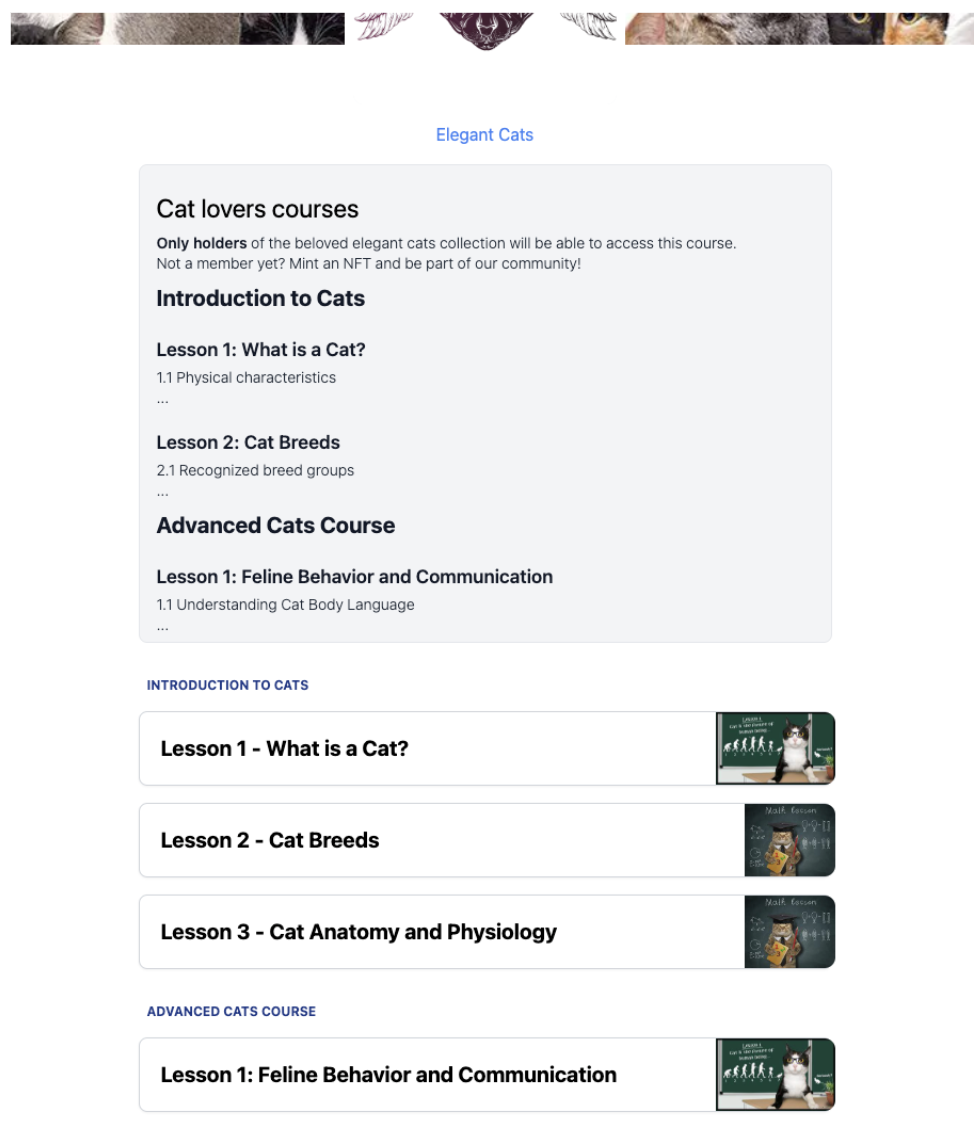 Elegant Cats
Cat lovers courses
Only holders of the beloved elegant cats collection will be able to access this course.
Not a member yet? Mint an NFT and be part of our community!
Introduction to Cats
Lesson 1: What is a Cat?
1.1 Physical characteristics
...
Lesson 2: Cat Breeds
2.1 Recognized breed groups
...
Advanced Cats Course
Lesson 1: Feline Behavior and Communication
1.1 Understanding Cat Body Language
...
INTRODUCTION TO CATS
Lesson 1 - What is a Cat?
Lesson 2 - Cat Breeds
Math Lesson
Lesson 3 - Cat Anatomy and Physiology
Math Lesson
ADVANCED CATS COURSE
Lesson 1: Feline Behavior and Communication